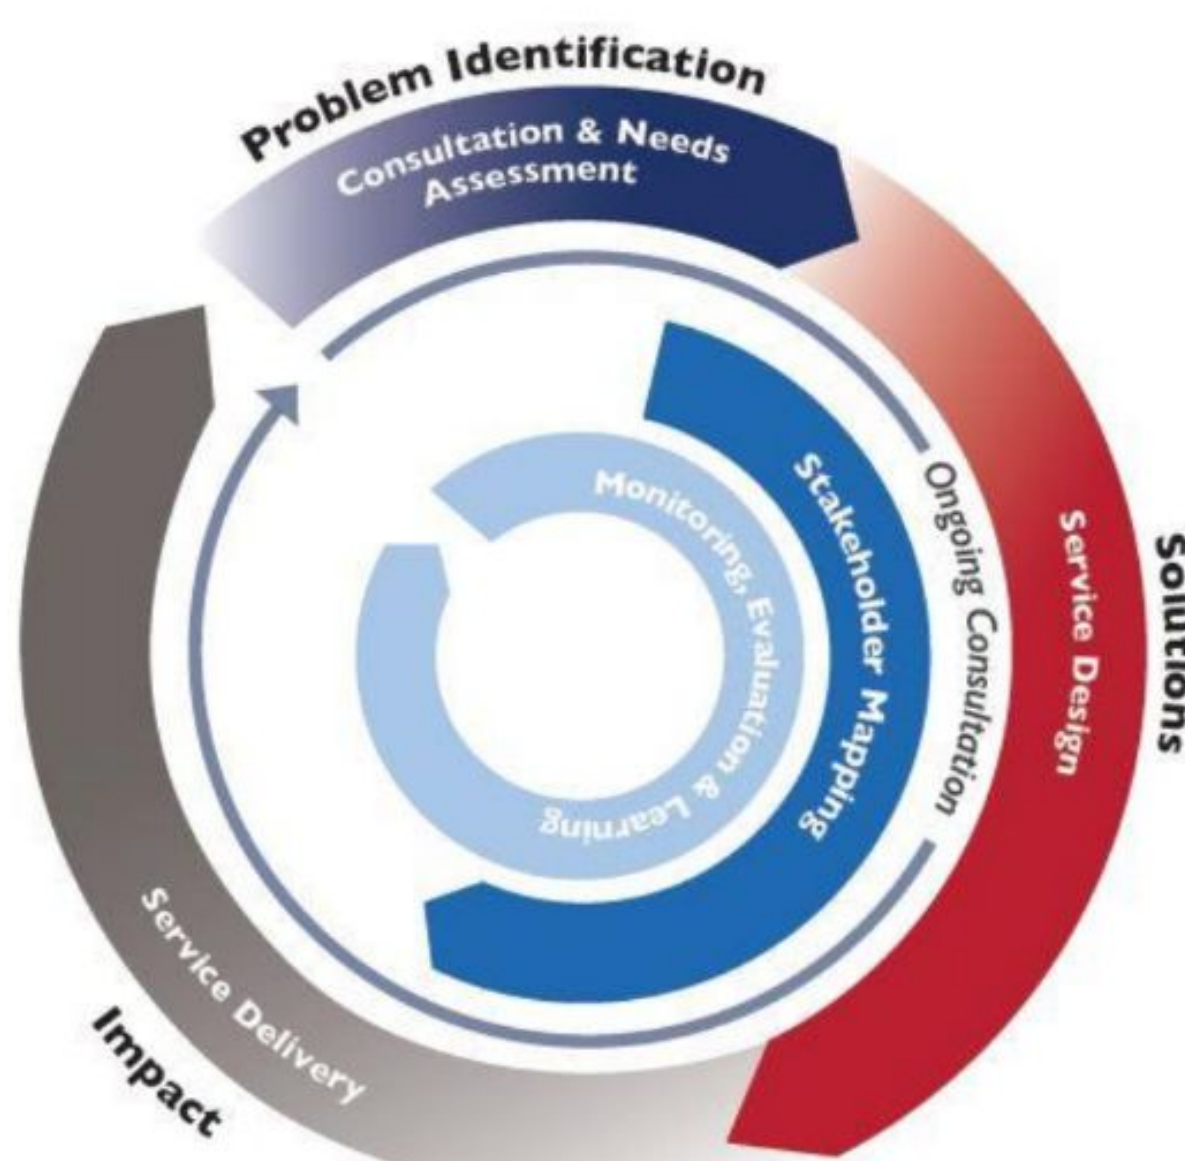 Problem Identification
Consultation & Needs
Assessment
Solutions
Service Design
Ongoing Consultation
Stakeholder Mapping
Monitoring, Evaluation & Learning
Service Delivery
Impact